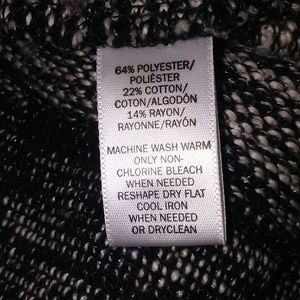 64% POLYESTER/
POLIÉSTER
22% COTTON/
COTON/ALGODÓN
14% RAYON/
RAYONNE/RAYÓN
MACHINE WASH WARM
ONLY NON-
CHLORINE BLEACH
WHEN NEEDED
RESHAPE DRY FLAT
COOL IRON
WHEN NEEDED
OR DRYCLEAN